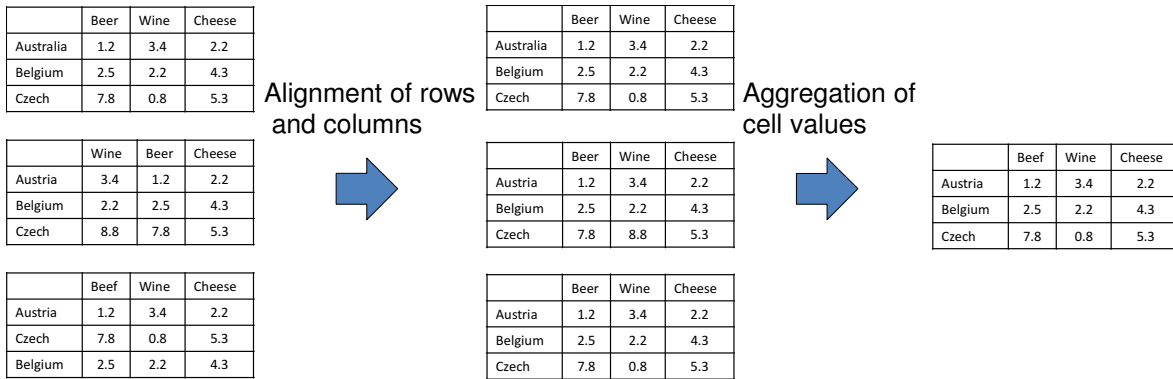 Beer Wine Cheese
Australia 1.2 3.4 2.2
Belgium 2.5 2.2 4.3
Czech 7.8 0.8 5.3
Wine Beer Cheese
Austria 3.4 1.2 2.2
Belgium 2.2 2.5 4.3
Czech 8.8 7.8 5.3
Beef Wine Cheese
Austria 1.2 3.4 2.2
Czech 7.8 0.8 5.3
Belgium 2.5 2.2 4.3
Alignment of rows
and columns
Beer Wine Cheese
Australia 1.2 3.4 2.2
Belgium 2.5 2.2 4.3
Czech 7.8 0.8 5.3
Beer Wine Cheese
Austria 1.2 3.4 2.2
Belgium 2.5 2.2 4.3
Czech 7.8 8.8 5.3
Beer Wine Cheese
Austria 1.2 3.4 2.2
Belgium 2.5 2.2 4.3
Czech 7.8 0.8 5.3
Aggregation of
cell values
Beef Wine Cheese
Austria 1.2 3.4 2.2
Belgium 2.5 2.2 4.3
Czech 7.8 0.8 5.3